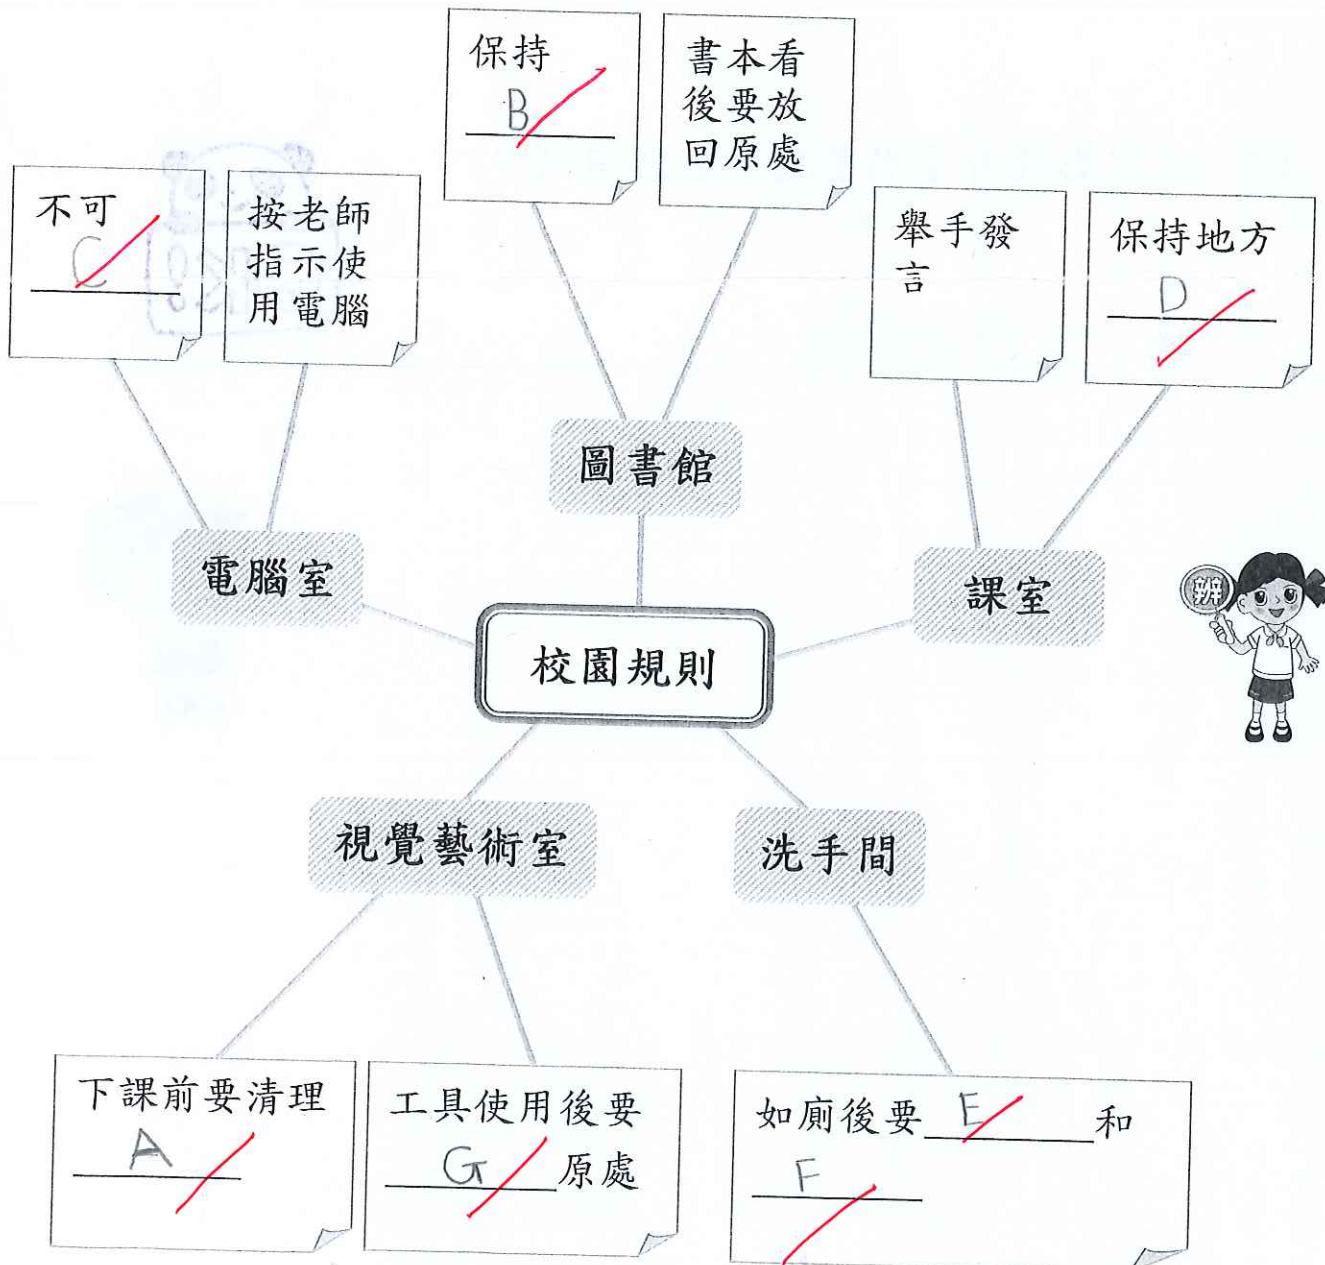 保持
B
書本看
後要放
回原處
不可
C
按老師
指示使
用電腦
舉手發
言
保持地方
D
圖書館
電腦室
課室
辨
校園規則
視覺藝術室
洗手間
下課前要清理
A
工具使用後要
G 原處
如廁後要 E 和
F